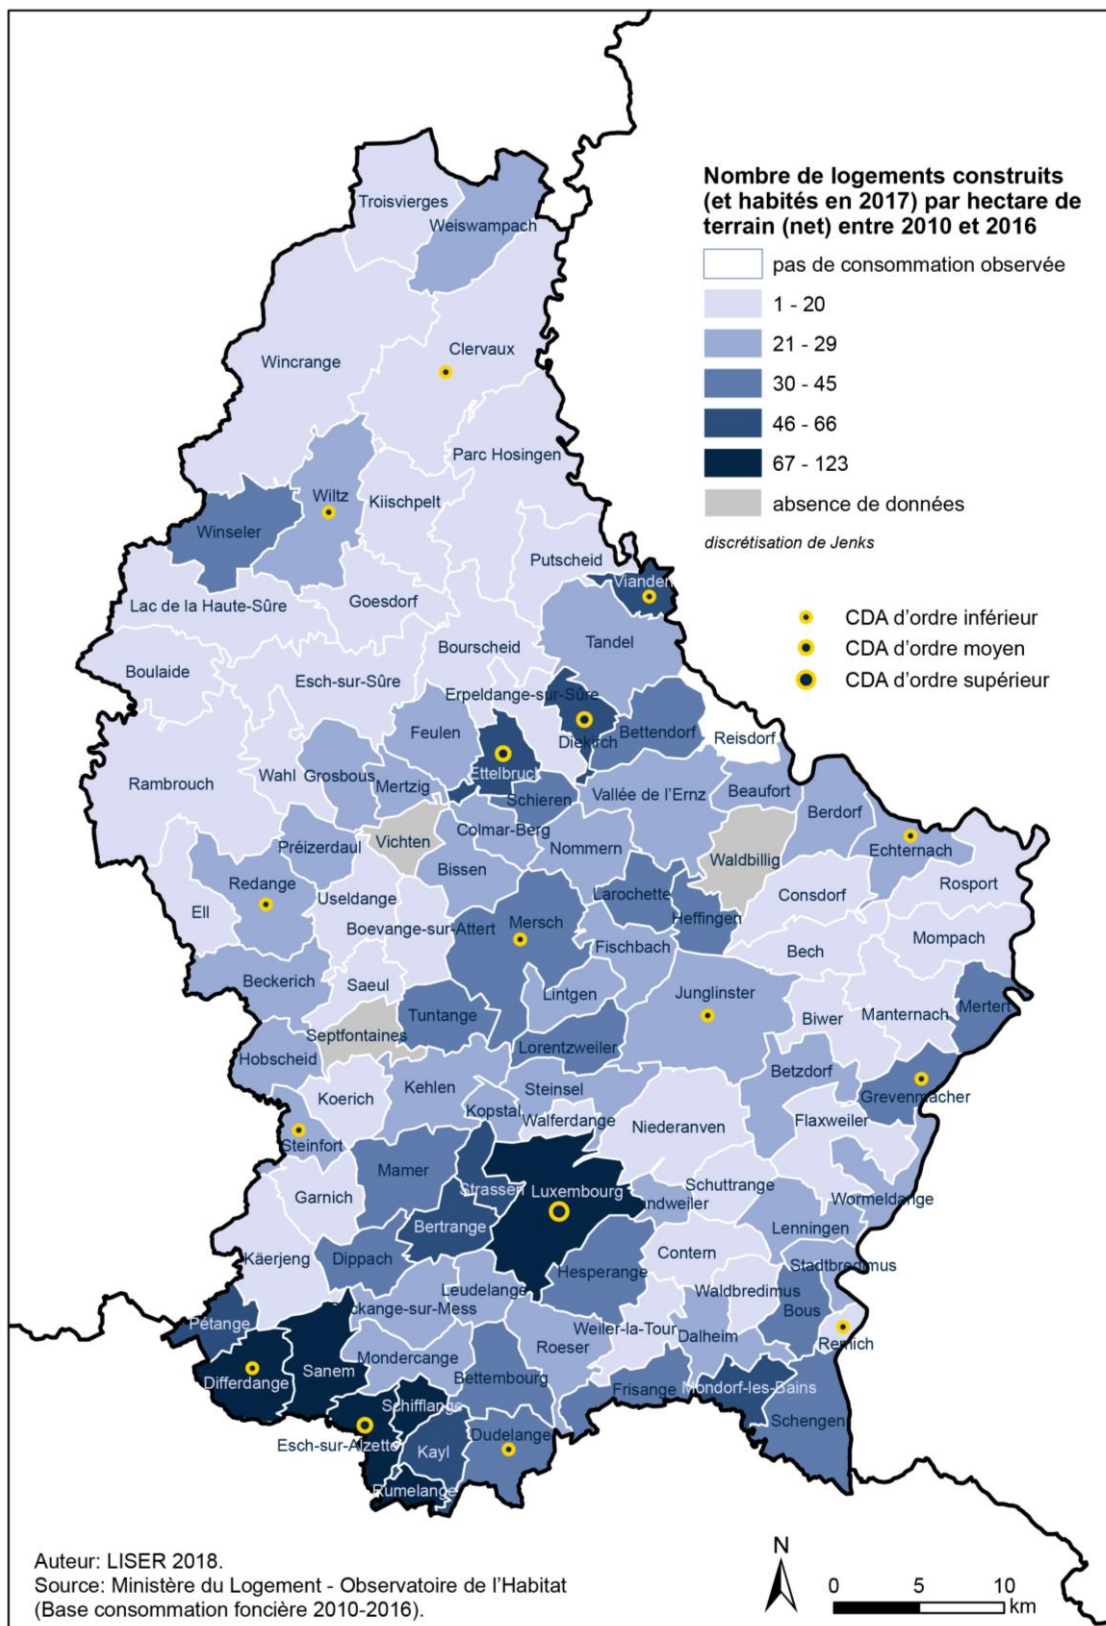 Nombre de logements construits
(et habités en 2017) par hectare de
terrain (net) entre 2010 et 2016
pas de consommation observée
1 - 20
21 - 29
30 - 45
46 - 66
67 - 123
absence de données
discrétisation de Jenks
CDA d'ordre inférieur
CDA d'ordre moyen
CDA d'ordre supérieur
Troisvierges
Weiswampach
Clervaux
Wincrange
Parc Hosingen
Wiltz
Kiischpelt
Winseler
Putscheid
Vianden
Lac de la Haute-Sûre
Goesdorf
Tandel
Bourscheid
Boulaide
Esch-sur-Sûre
Erpeldange-sur-Sûre
Feulen
Diekirch
Bettendorf
Reisdorf
Ettelbruck
Rambrouch
Wahl
Grosbous
Mertzig
Schieren
Vallée de l'Ernz
Beaufort
Berdorf
Colmar-Berg
Vichten
Préizerdaul
Nommern
Echternach
Waldbillig
Bissen
Redange
Useldange
Larochette
Consdorf
Rosport
Ell
Boevange-sur-Attert
Mersch
Heffingen
Mompach
Fischbach
Bech
Beckerich
Saeul
Lintgen
Junglinster
Tuntange
Biwer
Manternach
Mertert
Septfontaines
Lorentzweiler
Hobscheid
Betzdorf
Kehlen
Steinsel
Grevenmacher
Koerich
Kopstal
Walferdange
Niederanven
Flaxweiler
Steinfort
Mamer
Strassen
Luxembourg
Schuttrange
Garnich
ndweiler
Wormeldange
Bertrange
Lenningen
Käerjeng
Dippach
Contern
Stadtbredimus
Hesperange
Leudelange
Waldbredimus
ckange-sur-Mess
Bous
Pétange
Weiler-la-Tour
Dalheim
Remich
Roeser
Mondercange
Sanem
Differdange
Bettembourg
Frisange
Mondorf-les-Bains
Schifflange
Schengen
Dudelange
Esch-sur-Alzette
Kayl
Rumelange
Auteur: LISER 2018.
Source: Ministère du Logement - Observatoire de l'Habitat
(Base consommation foncière 2010-2016).
N
0 5 10
km